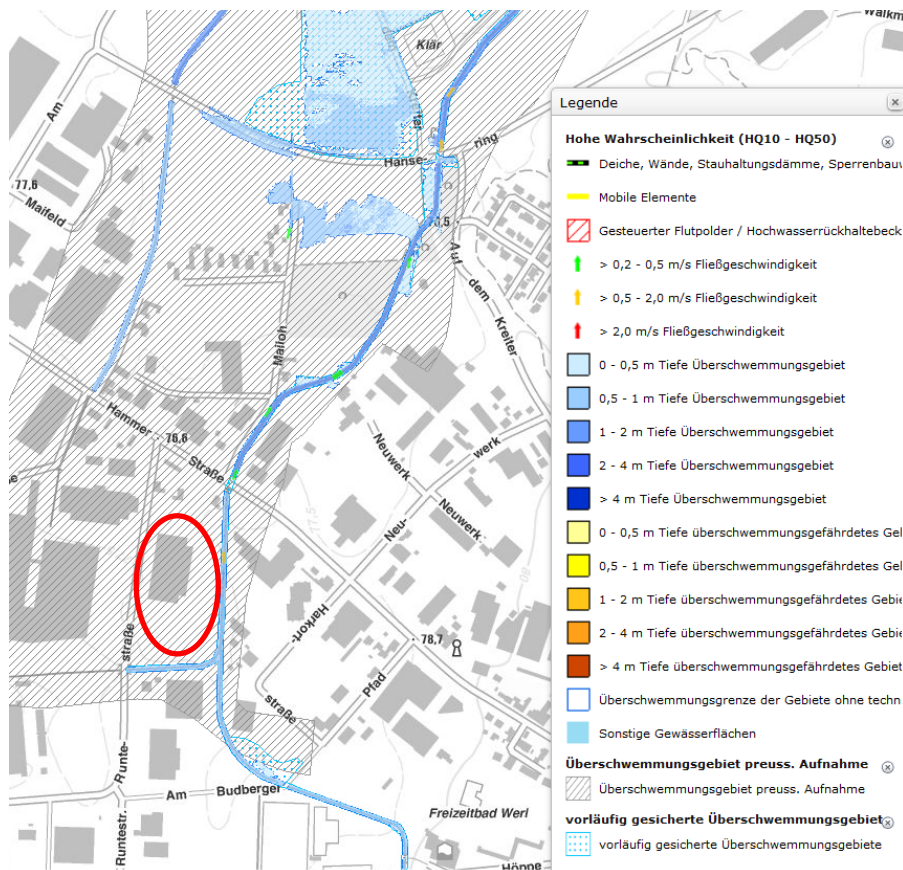 Walkm
Klär
Am
ring
Hanse-
77,6
Maifeld
Auf
dem
Kreiter
Mailoh
Hammer
76,6
Straße
Neuwerk
werk
Neuwerk
Neu-
77,5
80
Harkort-
straße
78,7
straße
Pfad
Runte-
Am
Budberger
Freizeitbad Werl
Runtestr.
Höppe
Legende
Hohe Wahrscheinlichkeit (HQ10 - HQ50)
Deiche, Wände, Stauhaltungsdämme, Sperrenbauw
Mobile Elemente
Gesteuerter Flutpolder / Hochwasserrückhaltebeck
> 0,2 - 0,5 m/s Fließgeschwindigkeit
> 0,5 - 2,0 m/s Fließgeschwindigkeit
> 2,0 m/s Fließgeschwindigkeit
0 - 0,5 m Tiefe Überschwemmungsgebiet
0,5 - 1 m Tiefe Überschwemmungsgebiet
1 - 2 m Tiefe Überschwemmungsgebiet
2 - 4 m Tiefe Überschwemmungsgebiet
> 4 m Tiefe Überschwemmungsgebiet
0 - 0,5 m Tiefe überschwemmungsgefährdetes Gel
0,5 - 1 m Tiefe überschwemmungsgefährdetes Gel
1 - 2 m Tiefe überschwemmungsgefährdetes Gebie
2 - 4 m Tiefe überschwemmungsgefährdetes Gebie
> 4 m Tiefe überschwemmungsgefährdetes Gebiet
Überschwemmungsgrenze der Gebiete ohne techn
Sonstige Gewässerflächen
Überschwemmungsgebiet preuss. Aufnahme
Überschwemmungsgebiet preuss. Aufnahme
vorläufig gesicherte Überschwemmungsgebiet
vorläufig gesicherte Überschwemmungsgebiete